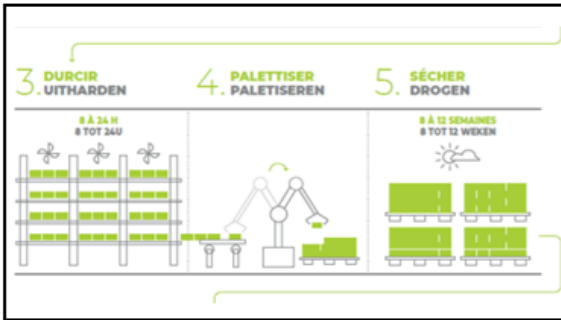 3. DURCIR
UITHARDEN
8 À 24 H
8 TOT 24U
4. PALETTISER
PALETISEREN
5. SÉCHER
DROGEN
8 À 12 SEMAINES
8 TOT 12 WEKEN